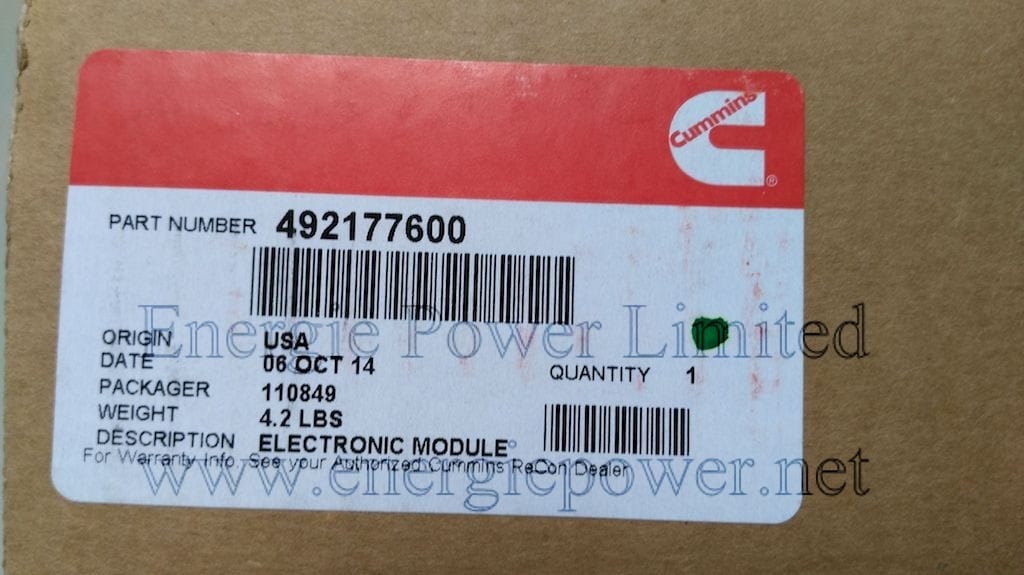 Cummins
®
PART NUMBER 492177600
Energie Power Limited
ORIGIN USA
DATE 06 OCT 14
QUANTITY 1
PACKAGER 110849
WEIGHT 4.2 LBS
DESCRIPTION ELECTRONIC MODULE
For Warranty Info. See your Authorized Cummins ReCon Dealer
www.energiepower.net